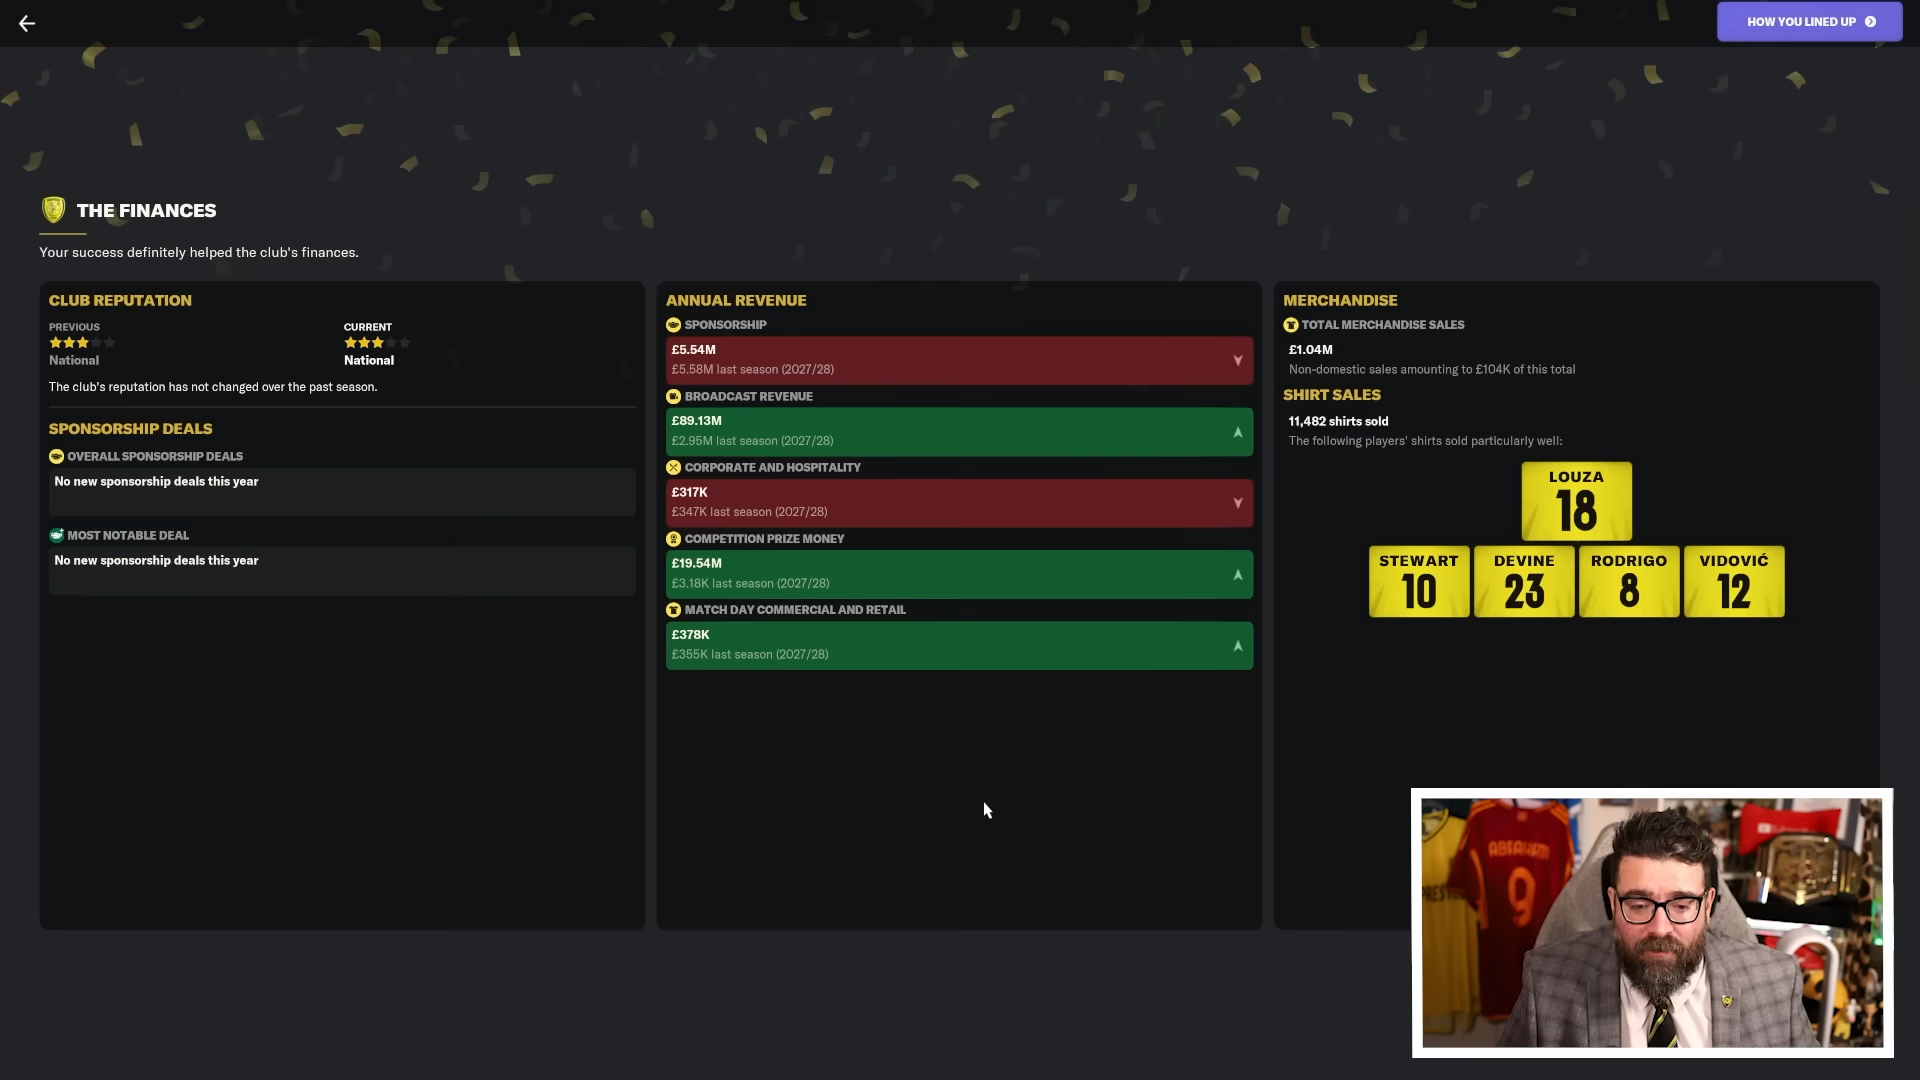 HOW YOU LINED UP
THE FINANCES
Your success definitely helped the club's finances.
CLUB REPUTATION
PREVIOUS
CURRENT
National
National
The club's reputation has not changed over the past season.
SPONSORSHIP DEALS
OVERALL SPONSORSHIP DEALS
No new sponsorship deals this year
MOST NOTABLE DEAL
No new sponsorship deals this year
ANNUAL REVENUE
SPONSORSHIP
£5.54M
£5.58M last season (2027/28)
BROADCAST REVENUE
£89.13M
£2.95M last season (2027/28)
CORPORATE AND HOSPITALITY
£317K
£347K last season (2027/28)
COMPETITION PRIZE MONEY
£19.54M
£3.18K last season (2027/28)
MATCH DAY COMMERCIAL AND RETAIL
£378K
£355K last season (2027/28)
MERCHANDISE
TOTAL MERCHANDISE SALES
£1.04M
Non-domestic sales amounting to £104K of this total
SHIRT SALES
11,482 shirts sold
The following players' shirts sold particularly well:
LOUZA
18
STEWART
10
DEVINE
23
RODRIGO
8
VIDOVIĆ
12
ABRAHAM
9